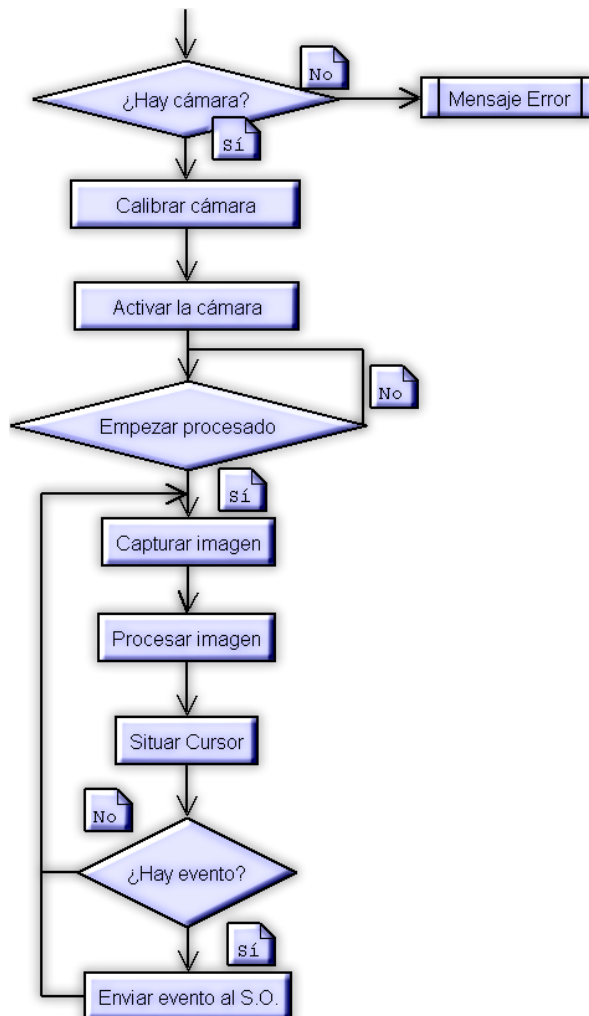 No
¿Hay cámara?
Mensaje Error
Sí
Calibrar cámara
Activar la cámara
No
Empezar procesado
Sí
Capturar imagen
Procesar imagen
Situar Cursor
No
¿Hay evento?
Sí
Enviar evento al S.O.